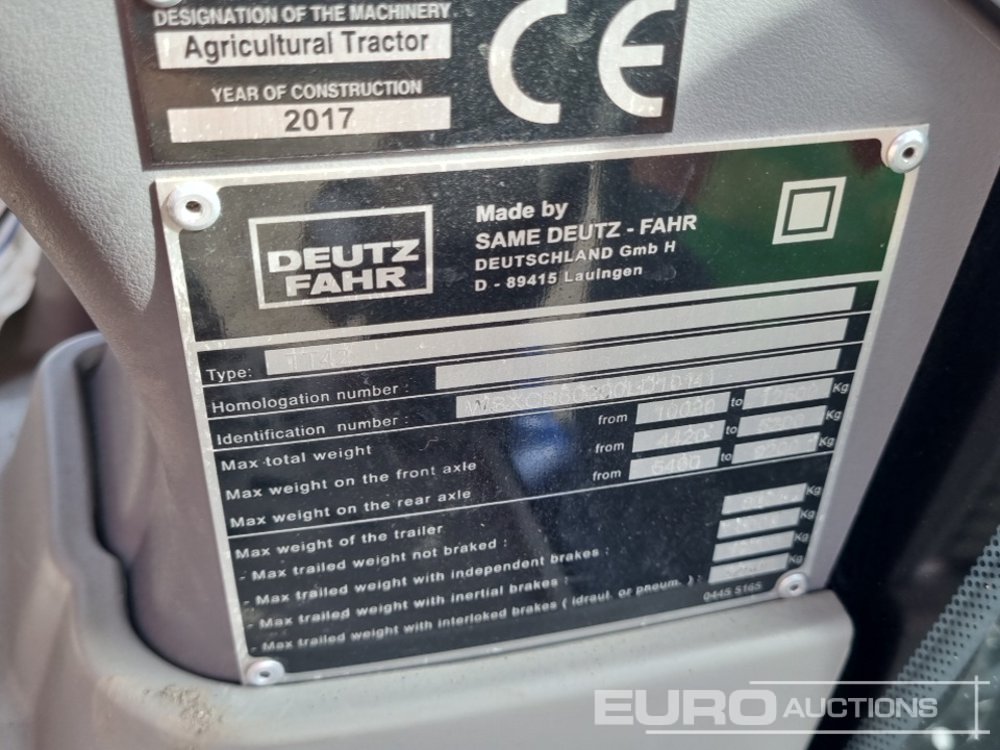 DESIGNATION OF THE MACHINERY
Agricultural Tractor
YEAR OF CONSTRUCTION
2017
CE
DEUTZ
FAHR
Made by
SAME DEUTZ - FAHR
DEUTSCHLAND Gmb H
D - 89415 Lauingen
Type:
Homologation number :
Identification number :
Max total weight from to Kg
Max weight on the front axle from 4420 to Kg
Max weight on the rear axle from to Kg
Max weight of the trailer
- Max trailed weight not braked : Kg
- Max trailed weight with independent brakes : Kg
- Max trailed weight with inertial brakes : Kg
- Max trailed weight with interloked brakes ( idraul. or pneum. ) : Kg
0445 5165
EURO AUCTIONS